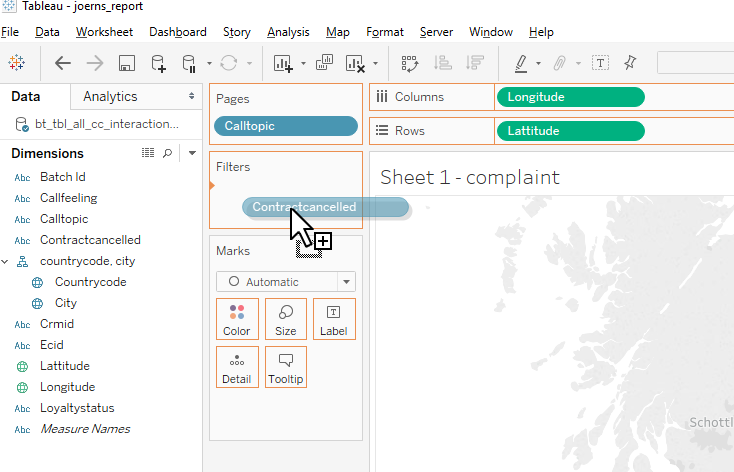 Tableau - joerns_report
File Data Worksheet Dashboard Story Analysis Map Format Server Window Help
Data Analytics
bt_tbl_all_cc_interaction...
Dimensions
Abc Batch Id
Abc Callfeeling
Abc Calltopic
Abc Contractcancelled
countrycode, city
Countrycode
City
Abc Crmid
Abc Ecid
Lattitude
Longitude
Abc Loyaltystatus
Abc Measure Names
Pages
Calltopic
Filters
Contractcancelled
Marks
Automatic
Color Size Label
Detail Tooltip
Columns Longitude
Rows Lattitude
T
T
Sheet 1 - complaint
Schottl